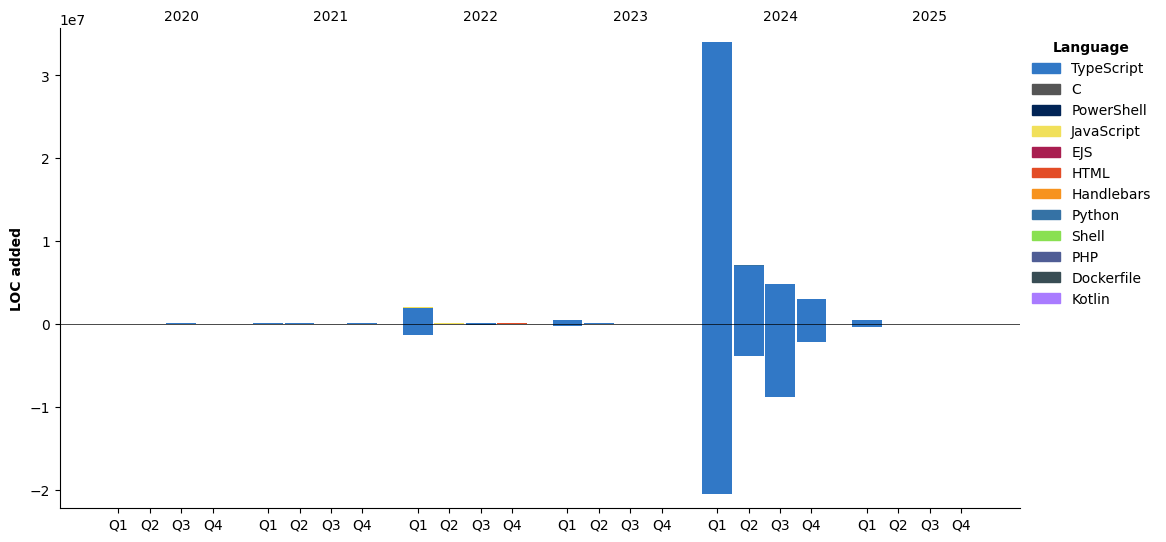 1e7
2020 2021 2022 2023 2024 2025
LOC added
3
2
1
0
−1
−2
Q1 Q2 Q3 Q4 Q1 Q2 Q3 Q4 Q1 Q2 Q3 Q4 Q1 Q2 Q3 Q4 Q1 Q2 Q3 Q4 Q1 Q2 Q3 Q4
Language
TypeScript
C
PowerShell
JavaScript
EJS
HTML
Handlebars
Python
Shell
PHP
Dockerfile
Kotlin